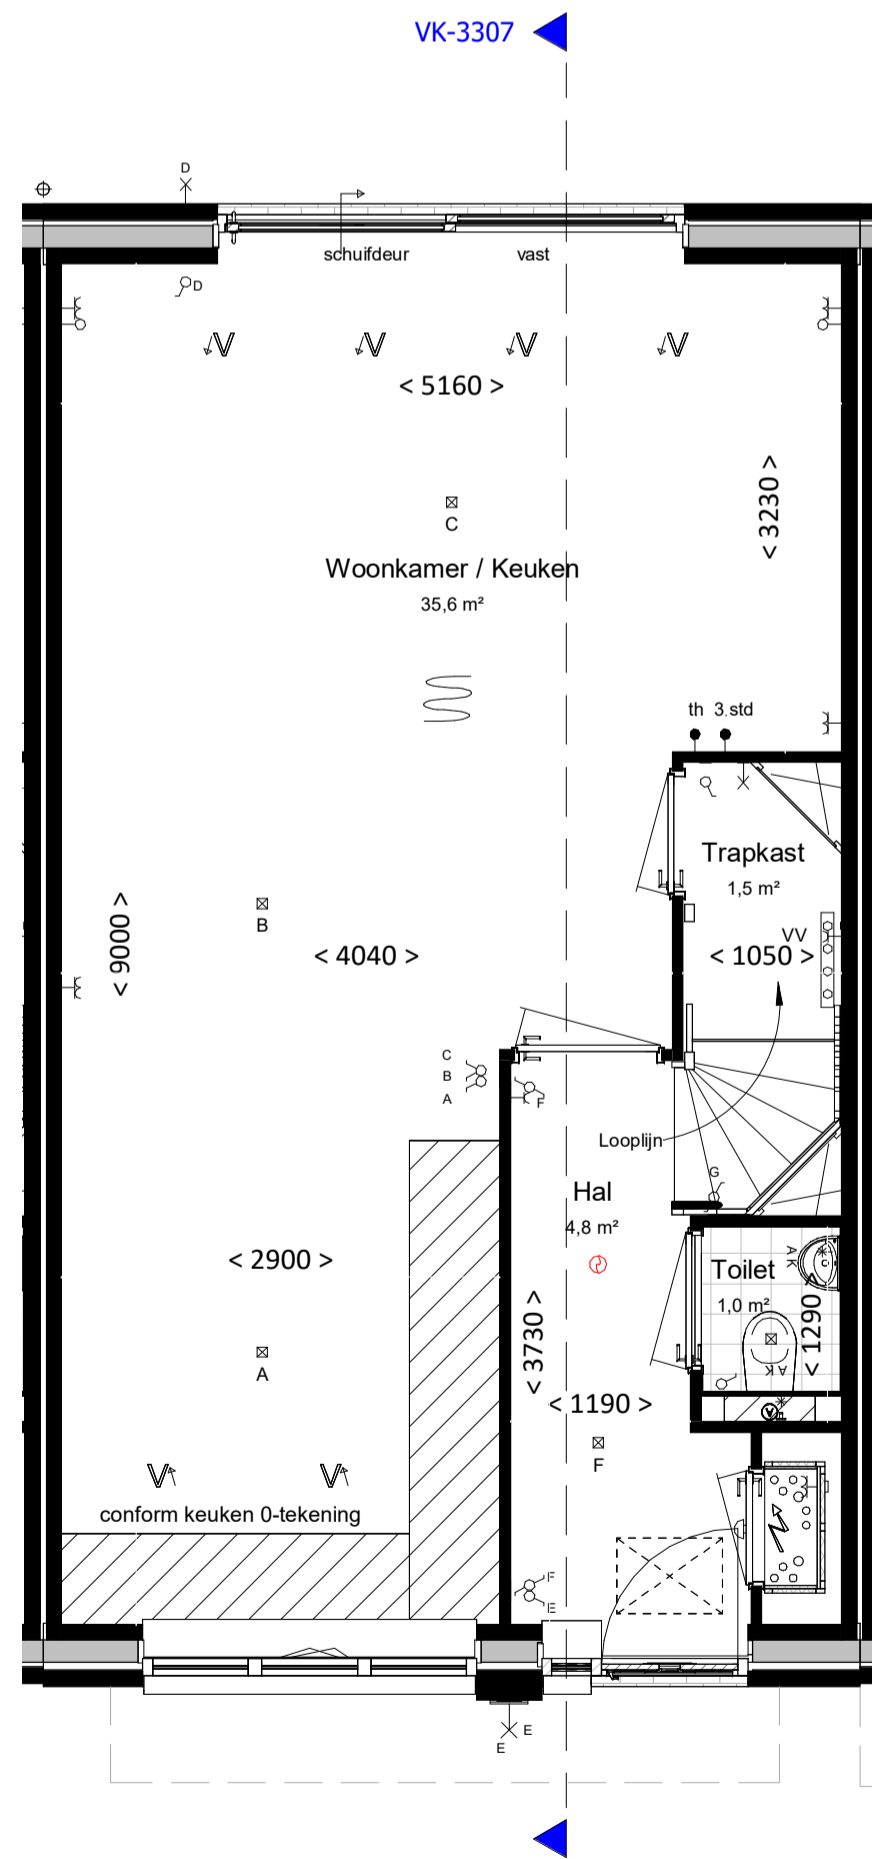 VK-3307
D
schuifdeur vast
D
V V V V
< 5160 >
< 3230 >
C
Woonkamer / Keuken
35,6 m²
th 3.std
Trapkast
1,5 m²
B
VV
< 9000 >
< 4040 >
< 1050 >
C
B
A
F
Looplijn
G
Hal
4,8 m²
< 2900 >
Toilet
1,0 m²
AK
< 1290 >
< 3730 >
A
AK
< 1190 >
A
F
V V
conform keuken 0-tekening
F
E
E
E